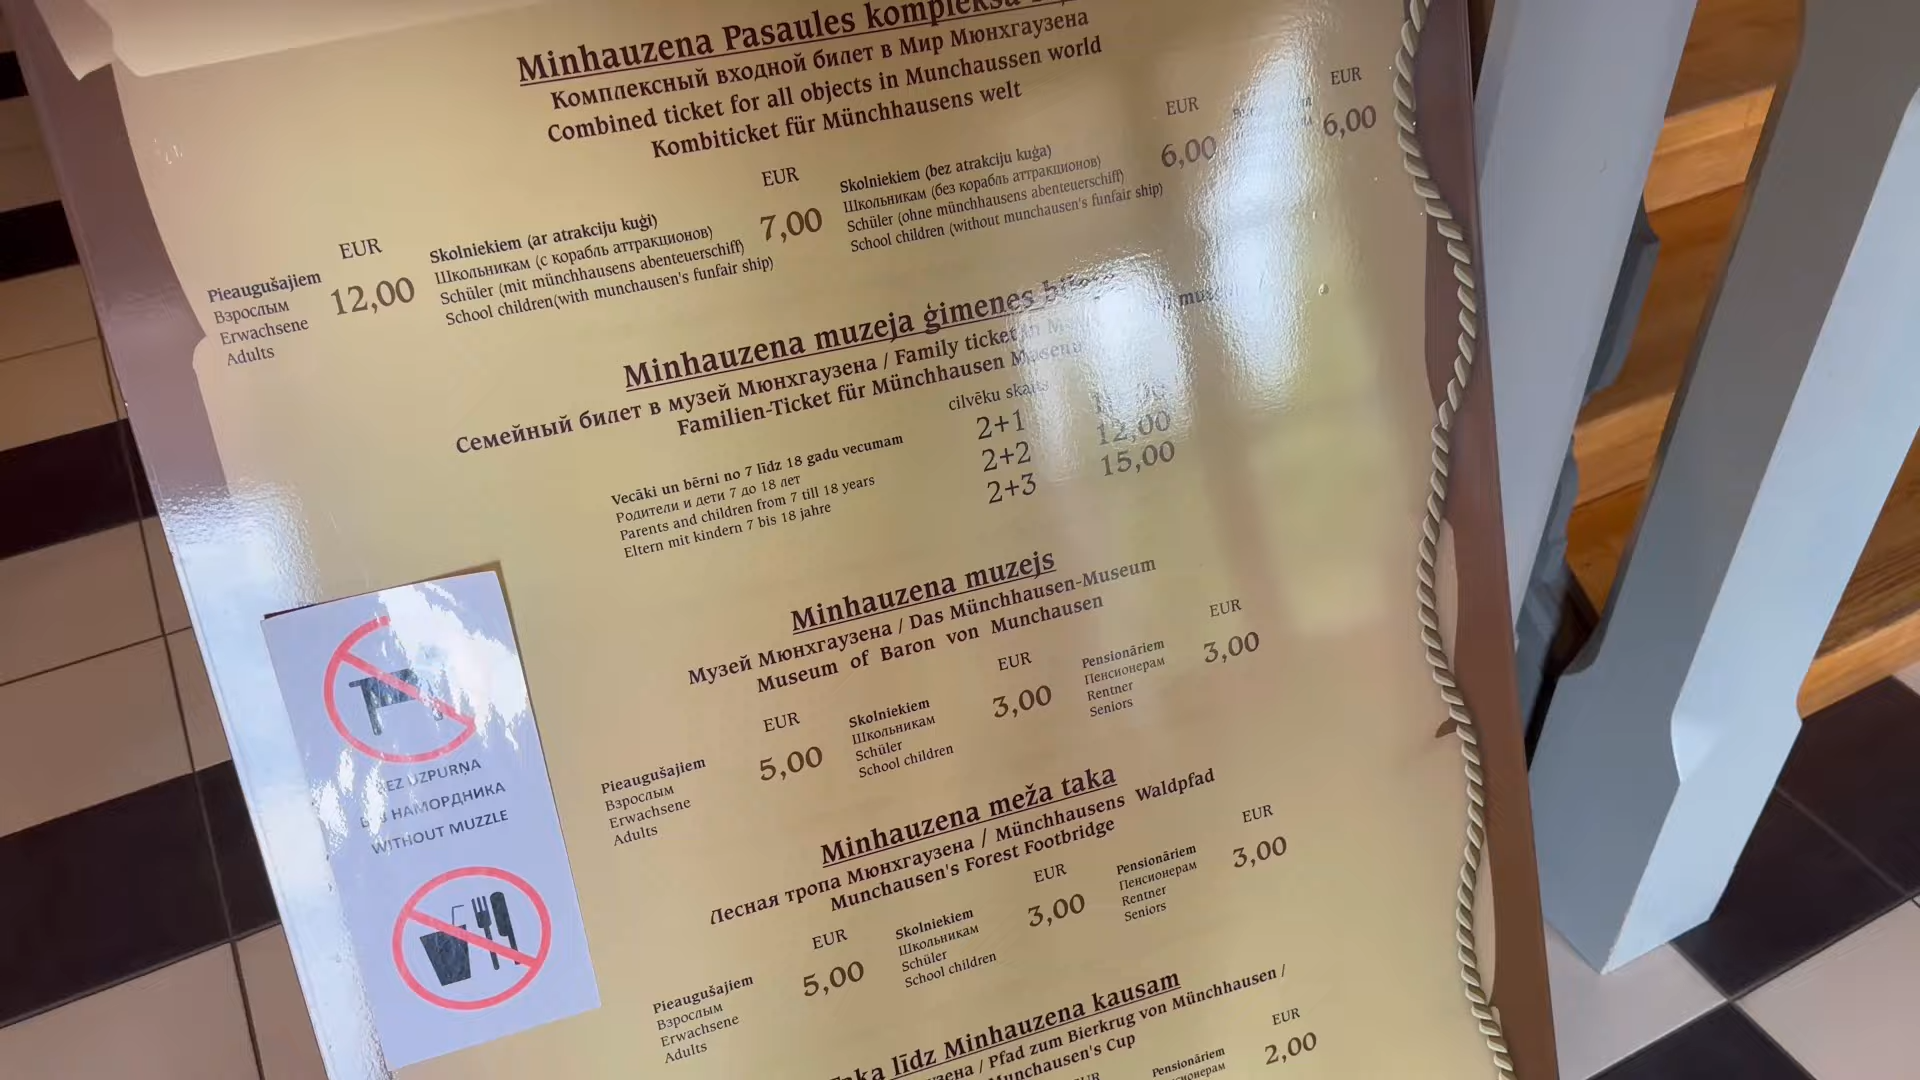 Minhauzena Pasaules kompleksa
Комплексный входной билет в Мир Мюнхгаузена
Combined ticket for all objects in Munchaussen world
Kombiticket für Münchhausens welt
Pieaugušajiem
Взрослым
Erwachsene
Adults
EUR
12,00
Skolniekiem (ar atrakciju kuģi)
Школьникам (с корабль аттракционов)
Schüler (mit münchhausens abenteuerschiff)
School children(with munchausen's funfair ship)
EUR
7,00
Skolniekiem (bez atrakciju kuģa)
Школьникам (без корабль аттракционов)
Schüler (ohne münchhausens abenteuerschiff)
School children (without munchausen's funfair ship)
EUR
6,00
EUR
6,00
Minhauzena muzeja ģimenes
Семейный билет в музей Мюнхгаузена / Family ticket
Familien-Ticket für Münchhausen Museum
Vecāki un bērni no 7 līdz 18 gadu vecumam
Родители и дети 7 до 18 лет
Parents and children from 7 till 18 years
Eltern mit kindern 7 bis 18 jahre
cilvēku skaits
2+1
2+2 12,00
2+3 15,00
Minhauzena muzejs
Музей Мюнхгаузена / Das Münchhausen-Museum
Museum of Baron von Munchausen
Pieaugušajiem
Взрослым
Erwachsene
Adults
EUR
5,00
Skolniekiem
Школьникам
Schüler
School children
EUR
3,00
Pensionāriem
Пенсионерам
Rentner
Seniors
EUR
3,00
Minhauzena meža taka
Лесная тропа Мюнхгаузена / Münchhausens Waldpfad
Munchausen's Forest Footbridge
Pieaugušajiem
Взрослым
Erwachsene
Adults
EUR
5,00
Skolniekiem
Школьникам
Schüler
School children
EUR
3,00
Pensionāriem
Пенсионерам
Rentner
Seniors
EUR
3,00
Taka līdz Minhauzena kausam
/ Pfad zum Bierkrug von Münchhausen /
Munchausen's Cup
EUR
Pensionāriem
Пенсионерам
EUR
2,00
BEZ UZPURŅA
БЕЗ НАМОРДНИКА
WITHOUT MUZZLE